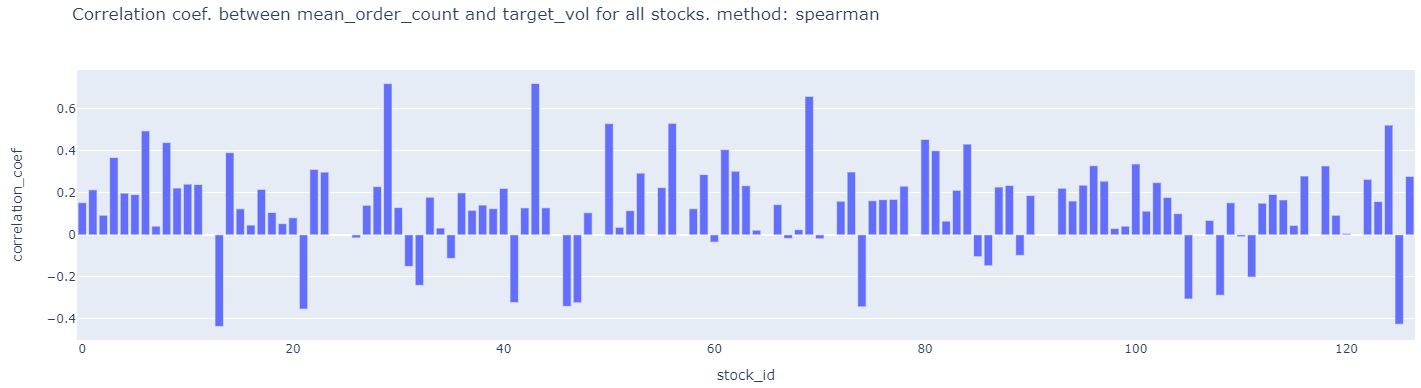 Correlation coef. between mean_order_count and target_vol for all stocks. method: spearman
correlation_coef
0.6
0.4
0.2
0
−0.2
−0.4
0 20 40 60 80 100 120
stock_id